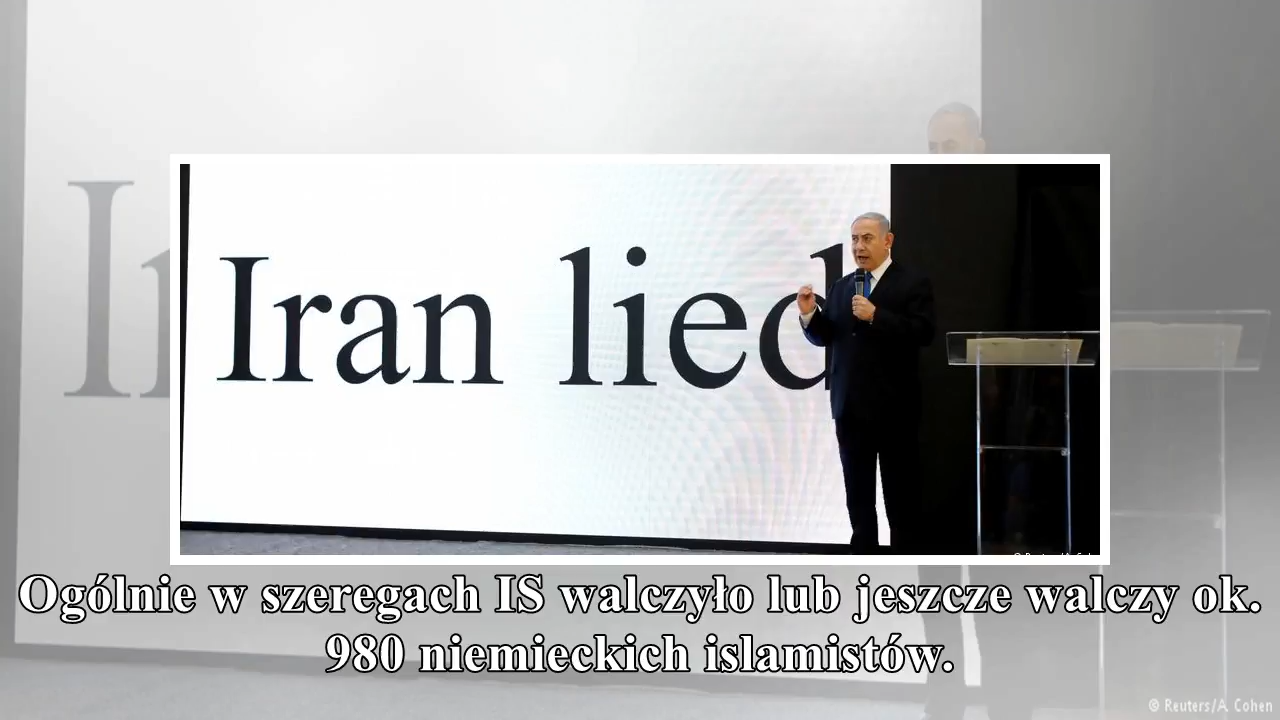 Iran lied
Ogólnie w szeregach IS walczyło lub jeszcze walczy ok.
980 niemieckich islamistów.
© Reuters/A. Cohen